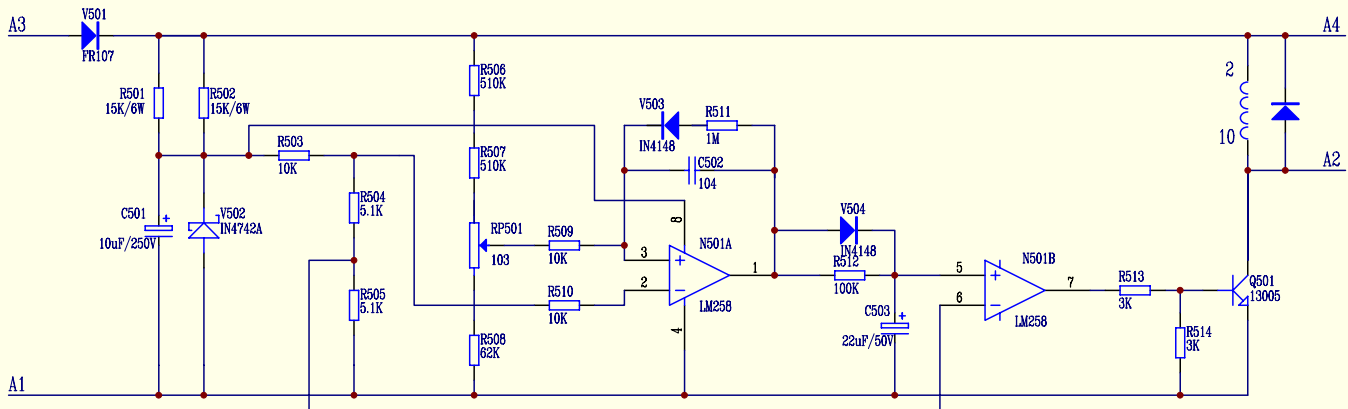 A3
V501
FR107
A4
R501
15K/6W
R502
15K/6W
R506
510K
2
10
V503
IN4148
R511
1M
R503
10K
R507
510K
C502
104
A2
R504
5.1K
C501
+
10uF/250V
V502
IN4742A
RP501
103
R509
10K
8
3
+
N501A
1
2
−
LM258
4
R510
10K
V504
IN4148
R512
100K
5
+
N501B
7
6
−
LM258
R513
3K
Q501
13005
R505
5.1K
C503
+
22uF/50V
R508
62K
R514
3K
A1